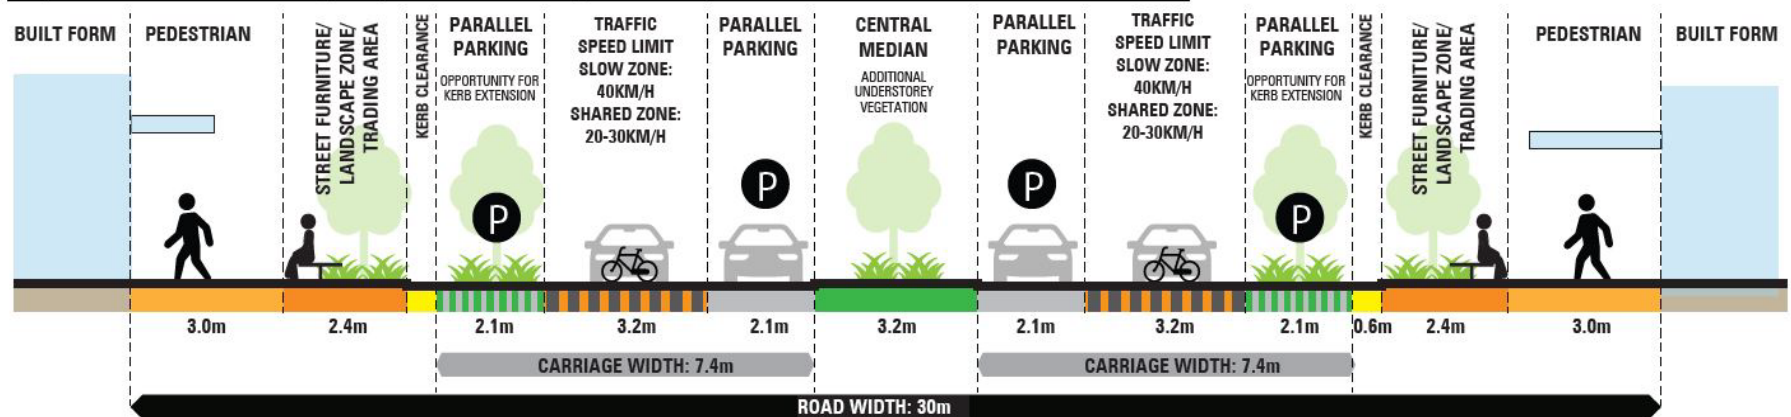 BUILT FORM
PEDESTRIAN
STREET FURNITURE/
LANDSCAPE ZONE/
TRADING AREA
KERB CLEARANCE
PARALLEL
PARKING
OPPORTUNITY FOR
KERB EXTENSION
TRAFFIC
SPEED LIMIT
SLOW ZONE:
40KM/H
SHARED ZONE:
20-30KM/H
PARALLEL
PARKING
CENTRAL
MEDIAN
ADDITIONAL
UNDERSTOREY
VEGETATION
PARALLEL
PARKING
TRAFFIC
SPEED LIMIT
SLOW ZONE:
40KM/H
SHARED ZONE:
20-30KM/H
PARALLEL
PARKING
OPPORTUNITY FOR
KERB EXTENSION
KERB CLEARANCE
STREET FURNITURE/
LANDSCAPE ZONE/
TRADING AREA
PEDESTRIAN
BUILT FORM
P
P
P
P
3.0m
2.4m
2.1m
3.2m
2.1m
3.2m
2.1m
3.2m
2.1m
0.6m
2.4m
3.0m
CARRIAGE WIDTH: 7.4m
CARRIAGE WIDTH: 7.4m
ROAD WIDTH: 30m